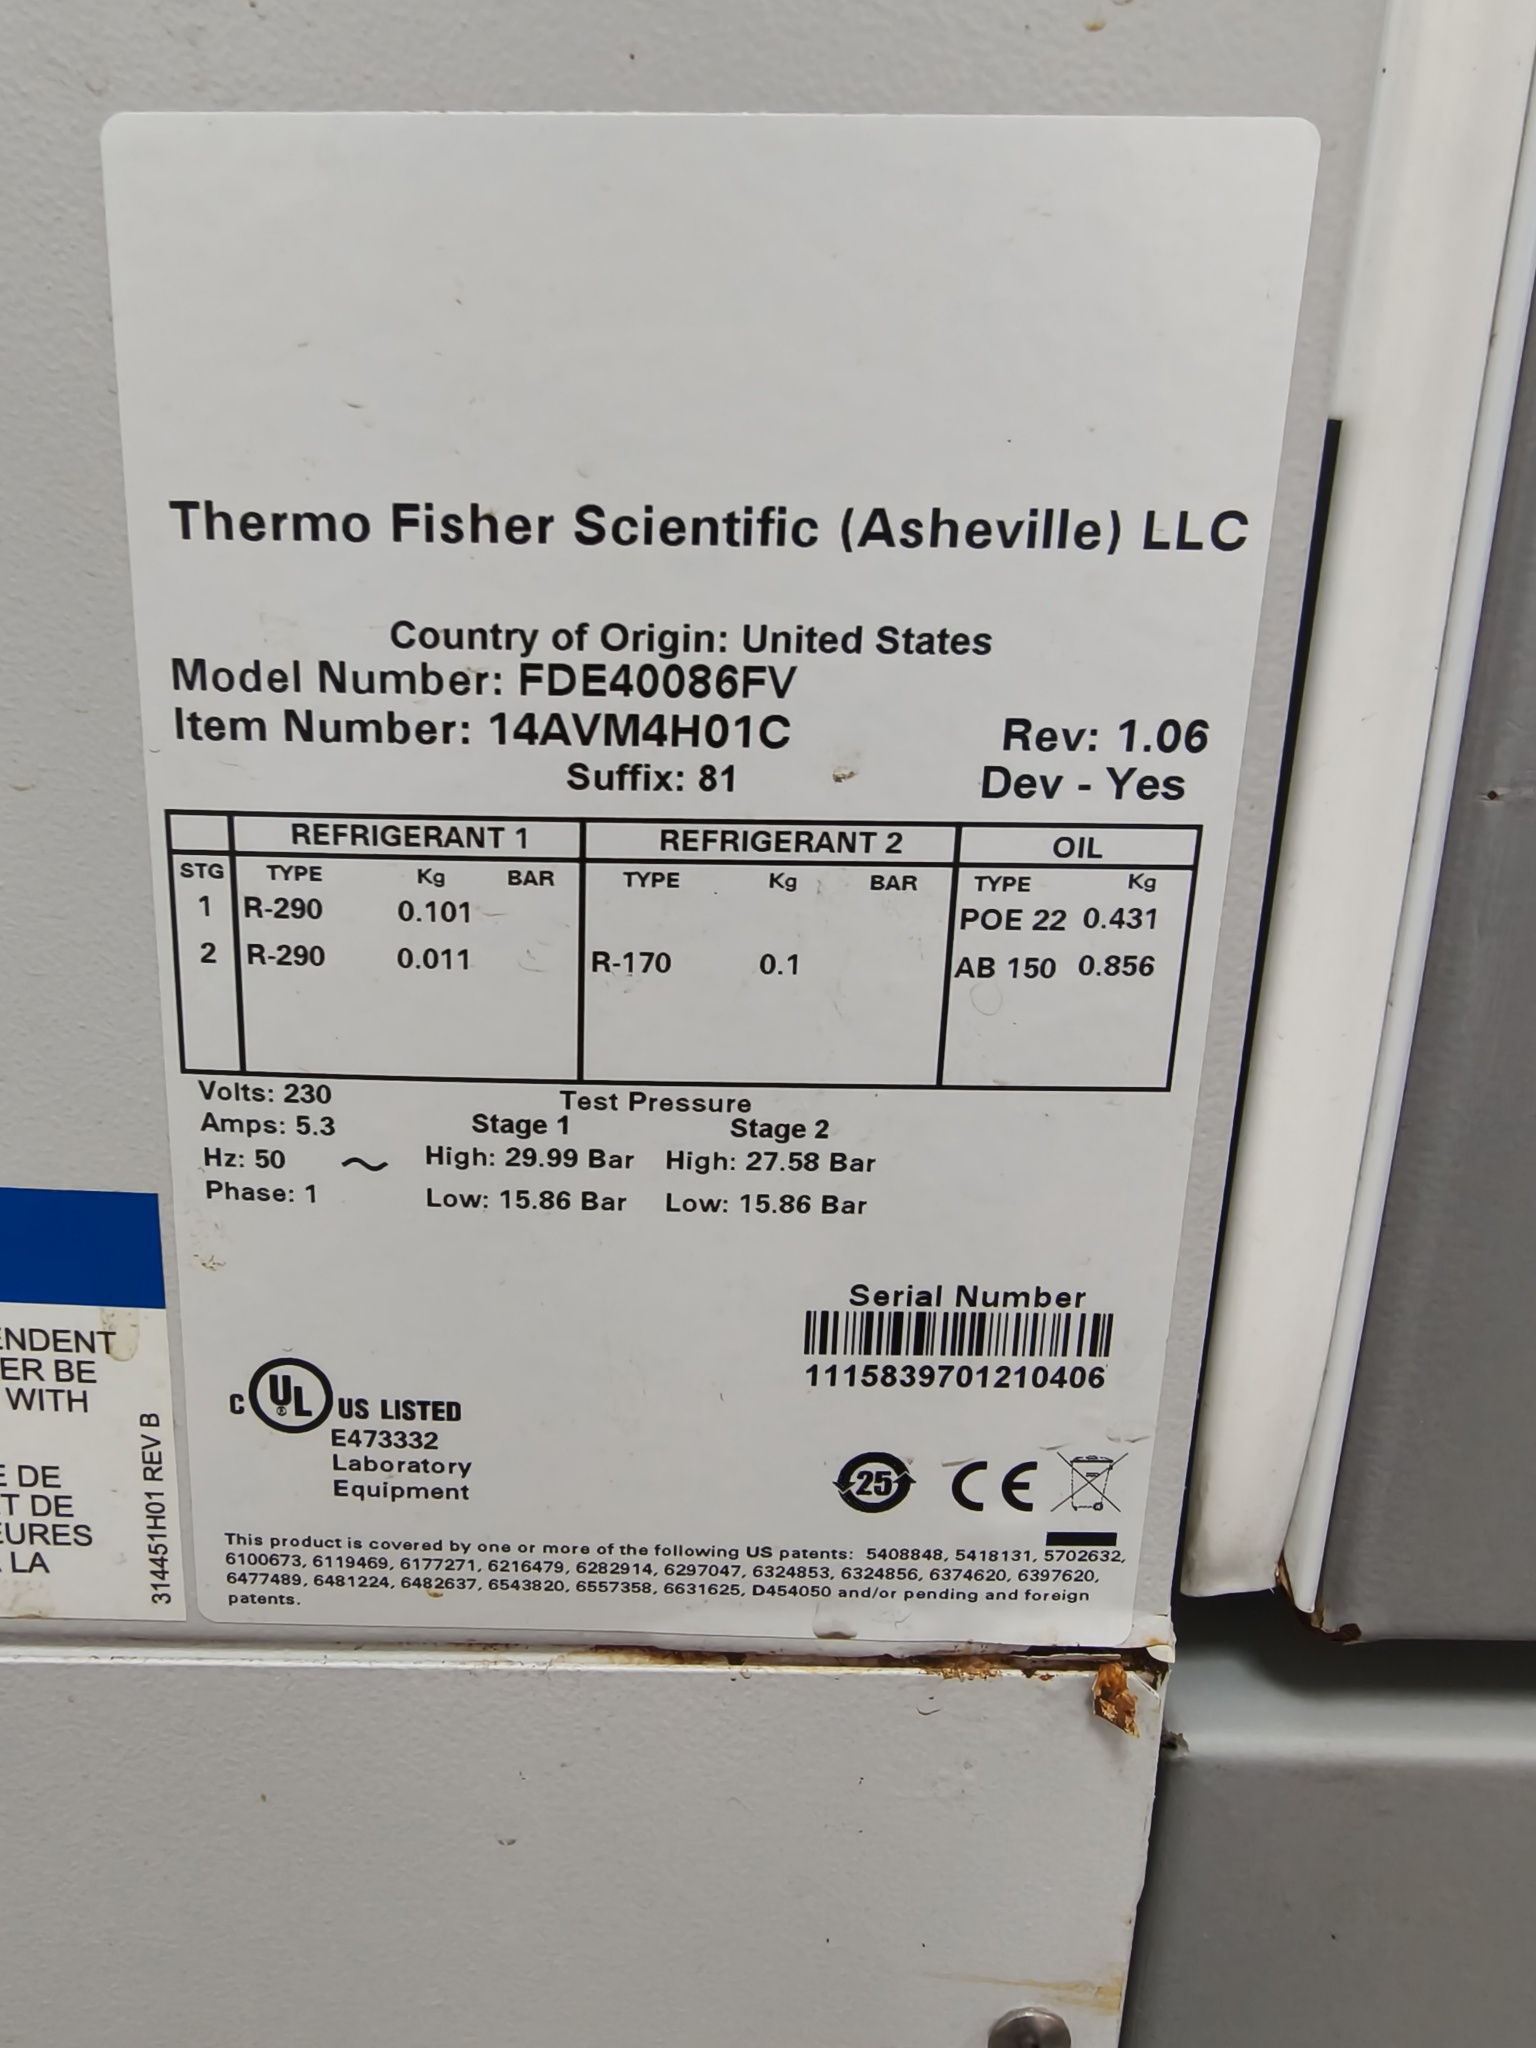 Thermo Fisher Scientific (Asheville) LLC
Country of Origin: United States
Model Number: FDE40086FV
Item Number: 14AVM4H01C Rev: 1.06
Suffix: 81 Dev - Yes
REFRIGERANT 1 REFRIGERANT 2 OIL
STG TYPE Kg BAR TYPE Kg BAR TYPE Kg
1 R-290 0.101 POE 22 0.431
2 R-290 0.011 R-170 0.1 AB 150 0.856
Volts: 230 Test Pressure
Amps: 5.3 Stage 1 Stage 2
Hz: 50 ~ High: 29.99 Bar High: 27.58 Bar
Phase: 1 Low: 15.86 Bar Low: 15.86 Bar
Serial Number
1115839701210406
C UL ® US LISTED
E473332
Laboratory
Equipment
25 CE
This product is covered by one or more of the following US patents: 5408848, 5418131, 5702632,
6100673, 6119469, 6177271, 6216479, 6282914, 6297047, 6324853, 6324856, 6374620, 6397620,
6477489, 6481224, 6482637, 6543820, 6557358, 6631625, D454050 and/or pending and foreign
patents.
ENDENT
ER BE
WITH
E DE
T DE
EURES
LA
314451H01 REV B